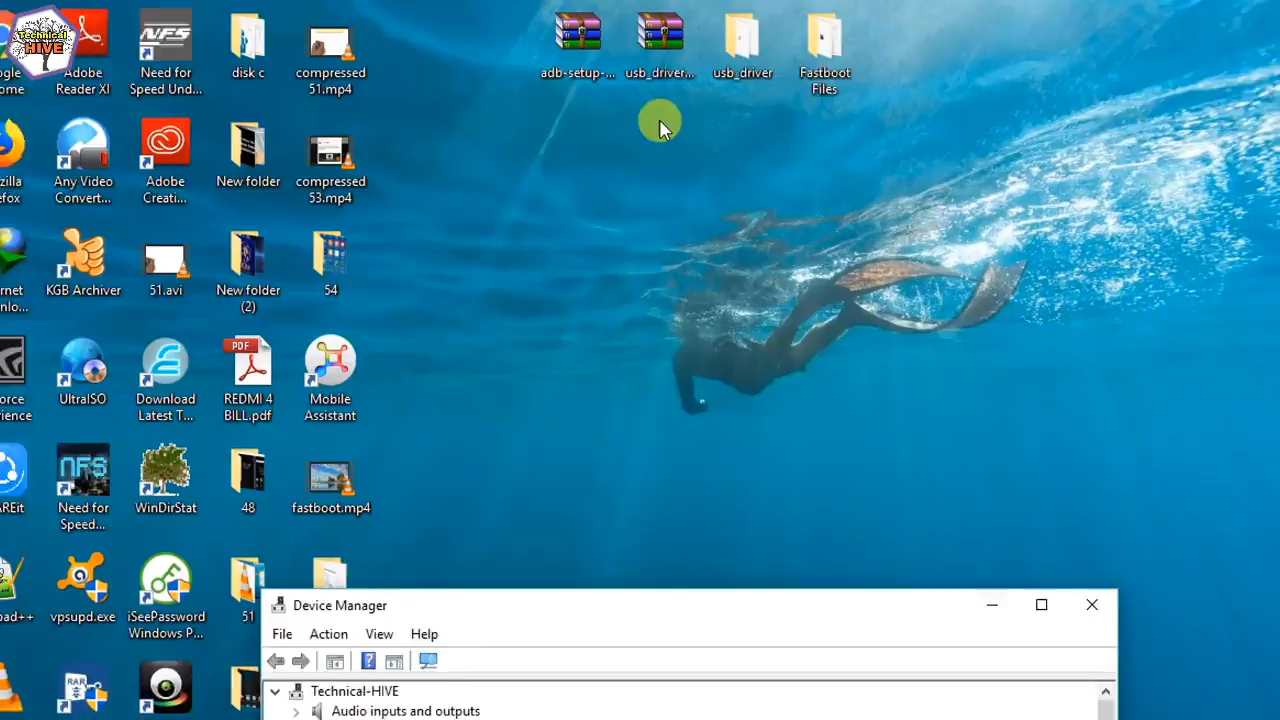 Technical
HIVE
ogle
ome
Adobe
Reader XI
NFS
Need for
Speed Und...
disk c
compressed
51.mp4
adb-setup-...
usb_driver...
usb_driver
Fastboot
Files
zilla
efox
Any Video
Convert...
Adobe
Creati...
New folder
compressed
53.mp4
rnet
nlo...
KGB Archiver
51.avi
New folder
(2)
54
orce
rience
UltraISO
Download
Latest T...
PDF
REDMI 4
BILL.pdf
Mobile
Assistant
AREit
NFS
Need for
Speed...
WinDirStat
48
fastboot.mp4
pad++
vpsupd.exe
iSeePassword
Windows P...
51
RAR
Device Manager
File
Action
View
Help
Technical-HIVE
Audio inputs and outputs